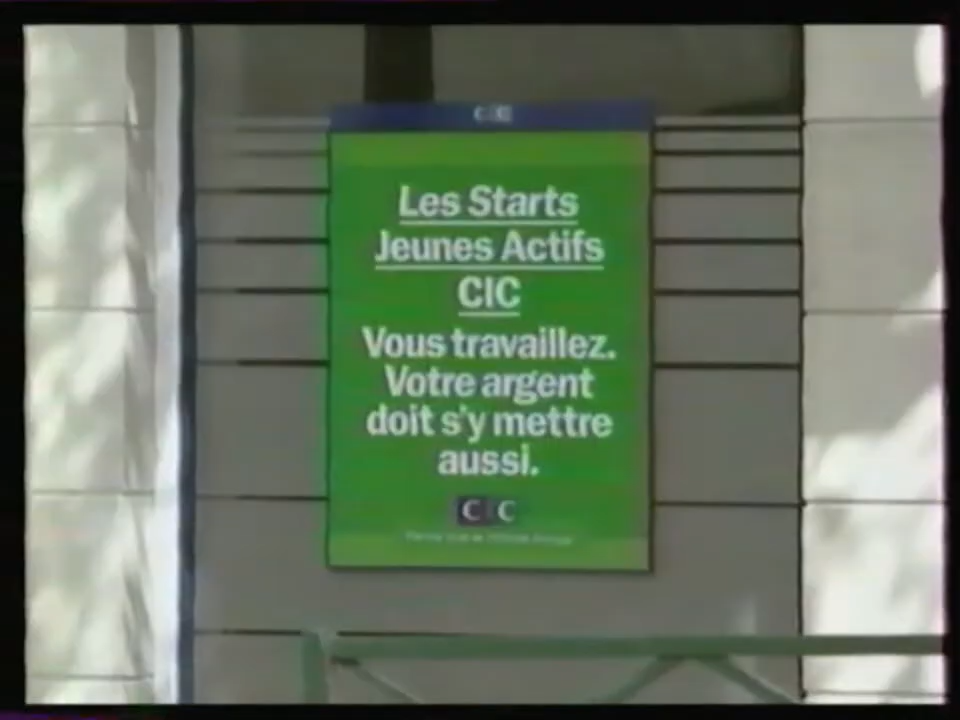 CIC
Les Starts
Jeunes Actifs
CIC
Vous travaillez.
Votre argent
doit s'y mettre
aussi.
CIC